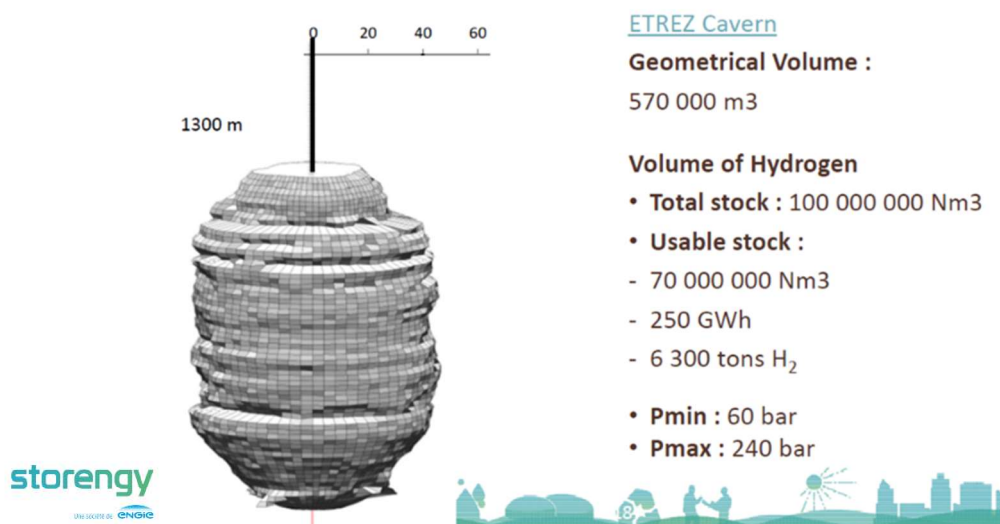 0 20 40 60
1300 m
ETREZ Cavern
Geometrical Volume :
570 000 m3
Volume of Hydrogen
• Total stock : 100 000 000 Nm3
• Usable stock :
- 70 000 000 Nm3
- 250 GWh
- 6 300 tons H₂
• Pmin : 60 bar
• Pmax : 240 bar
storengy
Une société de ENGIE